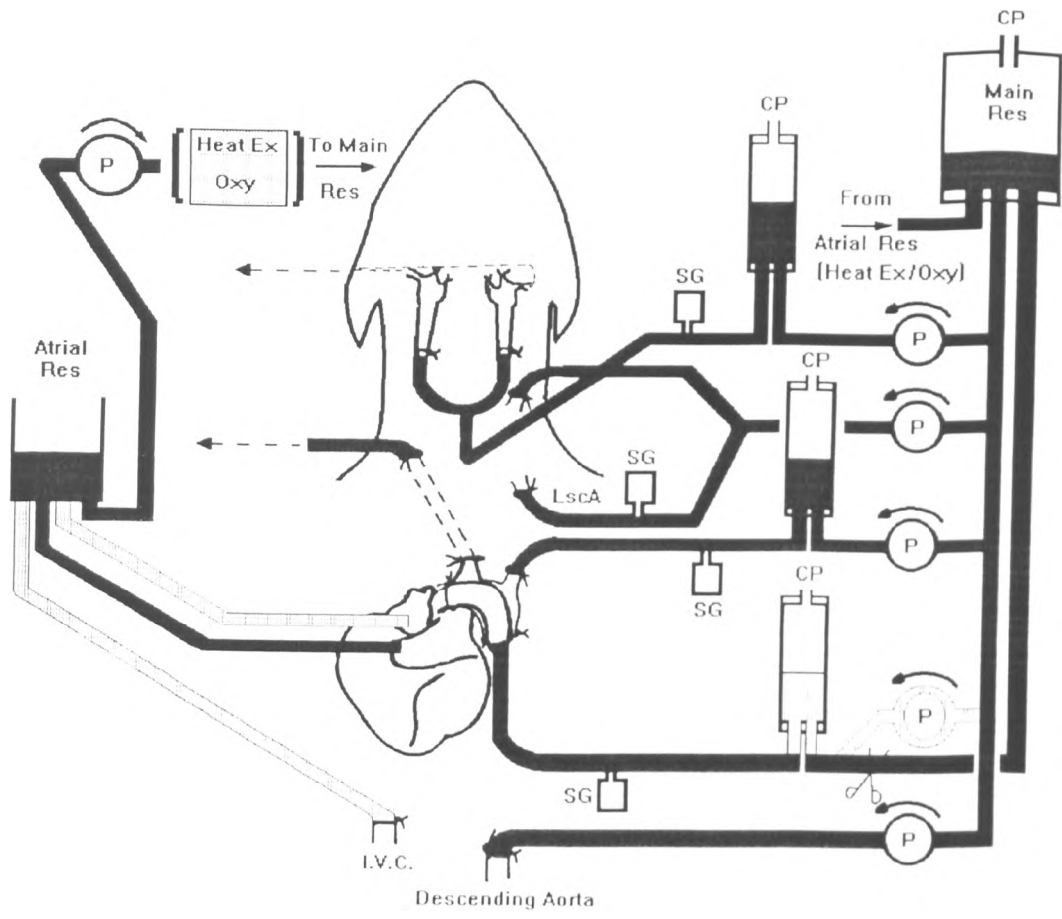 CP
Main
Res
CP
P
Heat Ex
Oxy
To Main
Res
From
Atrial Res
(Heat Ex/Oxy)
SG
P
Atrial
Res
CP
P
SG
LscA
P
SG
CP
P
SG
P
I.V.C.
Descending Aorta